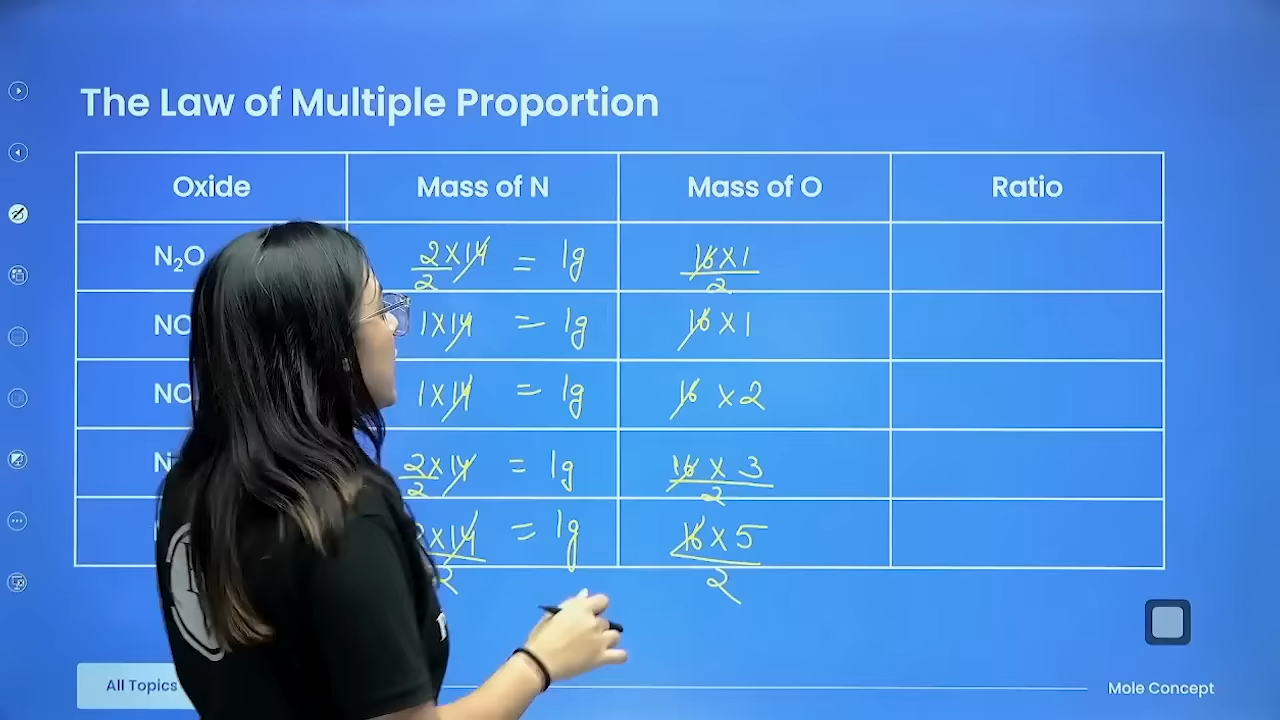 The Law of Multiple Proportion
Oxide Mass of N Mass of O Ratio
N₂O 2×14/2 = 1g 16×1/2
NO 1×14 = 1g 16×1
NO 1×14 = 1g 16×2
N 2×14/2 = 1g 16×3/2
×14/2 = 1g 16×5/2
All Topics
Mole Concept